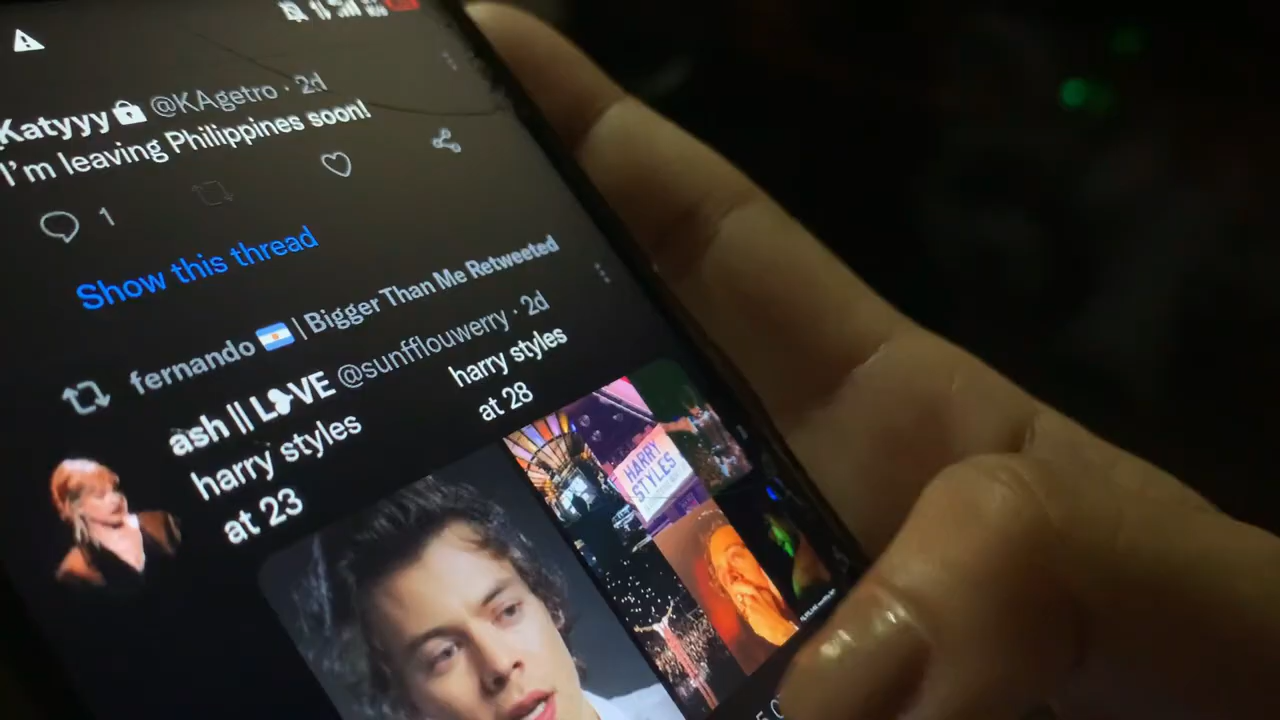 Katyyy @KAgetro · 2d
I'm leaving Philippines soon!
1
Show this thread
fernando | Bigger Than Me Retweeted
ash || LOVE @sunfflouwerry · 2d
harry styles
at 23
harry styles
at 28
HARRY
STYLES